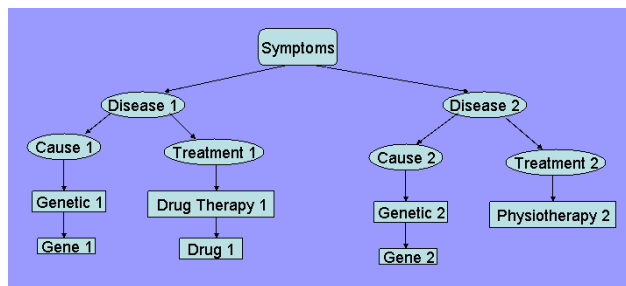 Symptoms
Disease 1
Disease 2
Cause 1
Treatment 1
Cause 2
Treatment 2
Genetic 1
Drug Therapy 1
Genetic 2
Physiotherapy 2
Gene 1
Drug 1
Gene 2